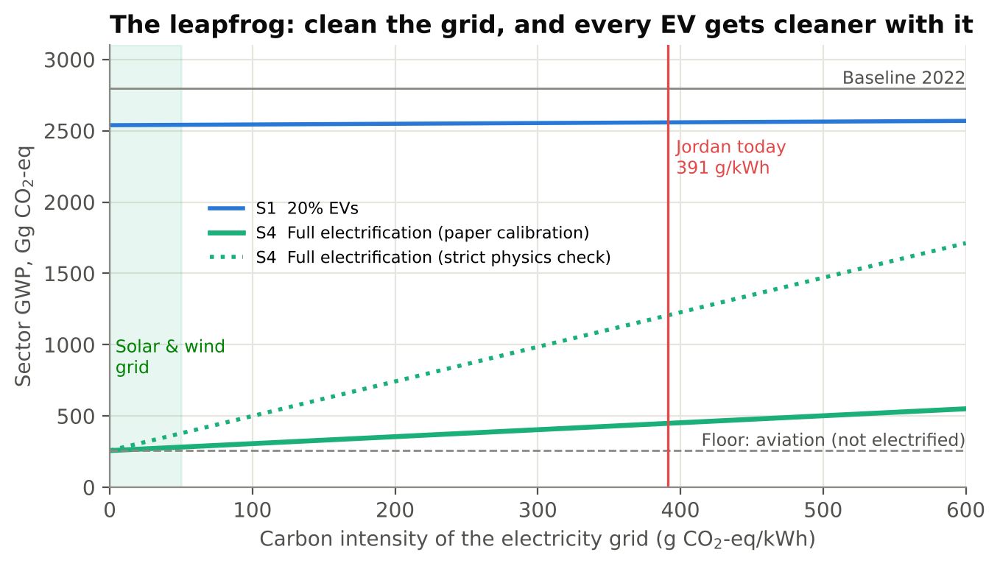 The leapfrog: clean the grid, and every EV gets cleaner with it
Sector GWP, Gg CO₂-eq
3000
2500
2000
1500
1000
500
0
Baseline 2022
Jordan today
391 g/kWh
S1 20% EVs
S4 Full electrification (paper calibration)
S4 Full electrification (strict physics check)
Solar & wind
grid
Floor: aviation (not electrified)
0 100 200 300 400 500 600
Carbon intensity of the electricity grid (g CO₂-eq/kWh)